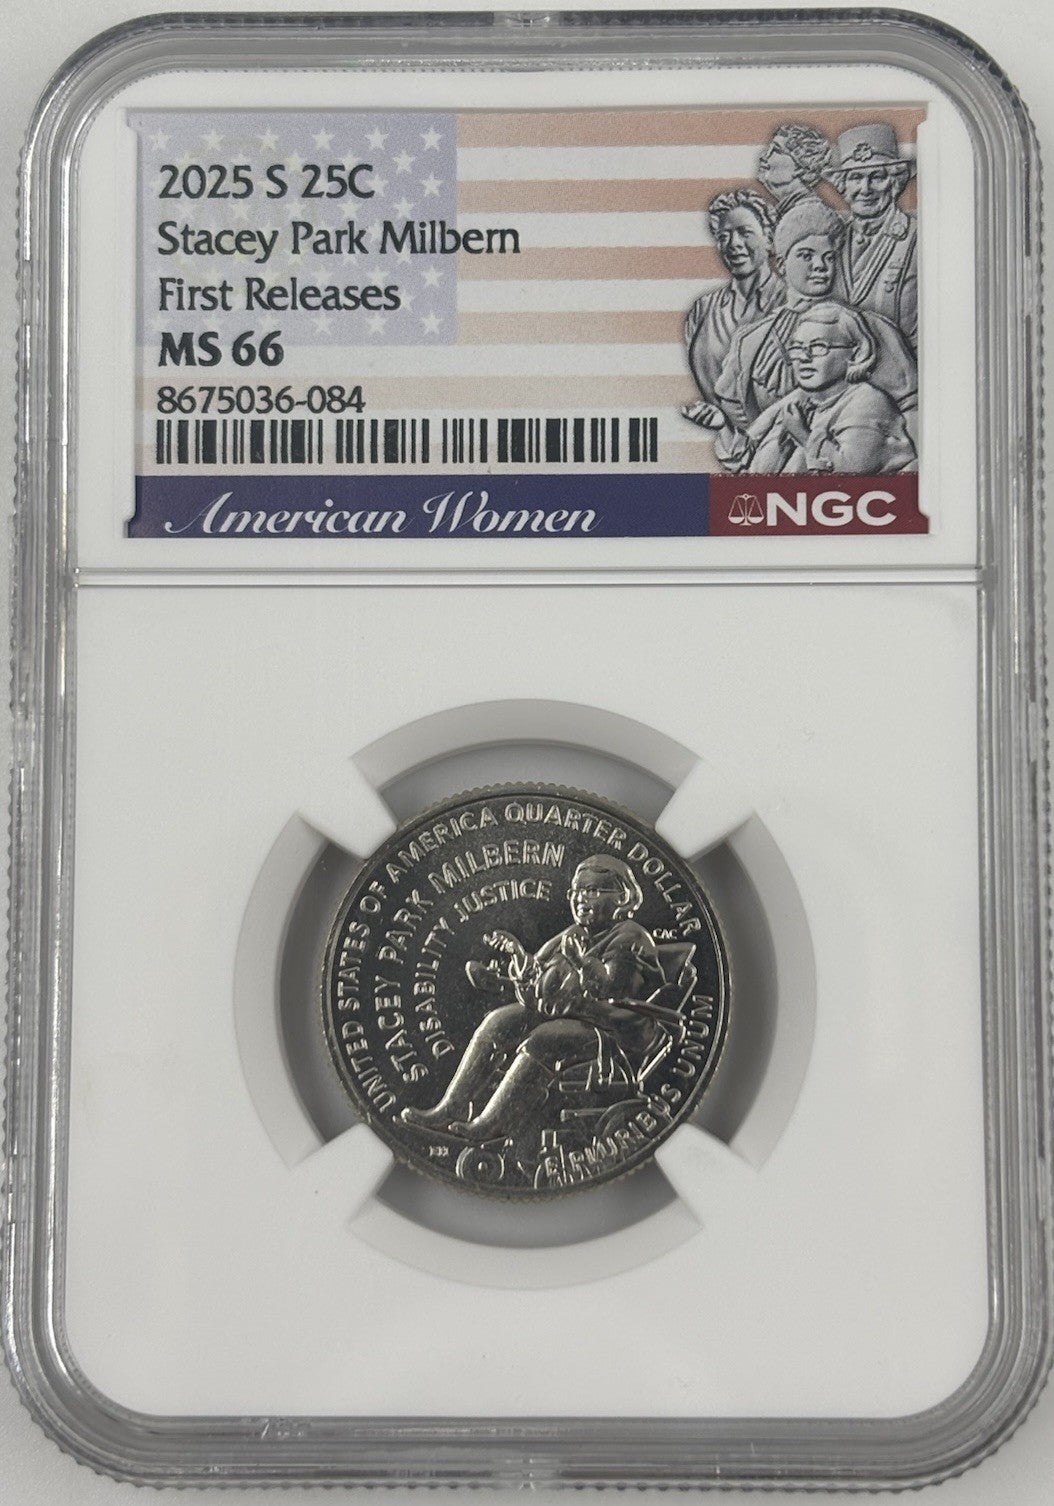 2025 S 25C
Stacey Park Milbern
First Releases
MS 66
8675036-084
American Women
NGC
UNITED STATES OF AMERICA QUARTER DOLLAR
STACEY PARK MILBERN
DISABILITY JUSTICE
CAC
E PLURIBUS UNUM